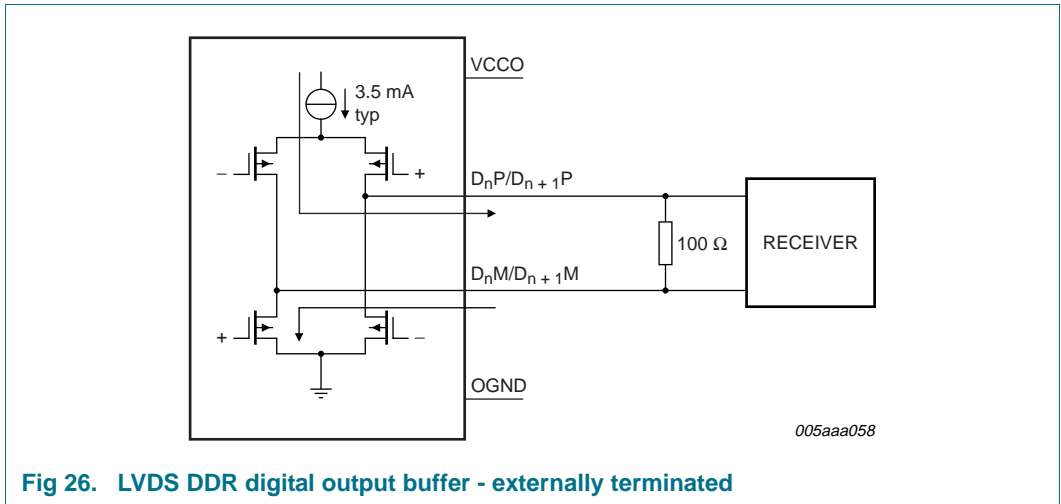 VCCO
3.5 mA
typ
–
+
DnP/Dn + 1P
100 Ω
RECEIVER
DnM/Dn + 1M
+
–
OGND
005aaa058
Fig 26. LVDS DDR digital output buffer - externally terminated